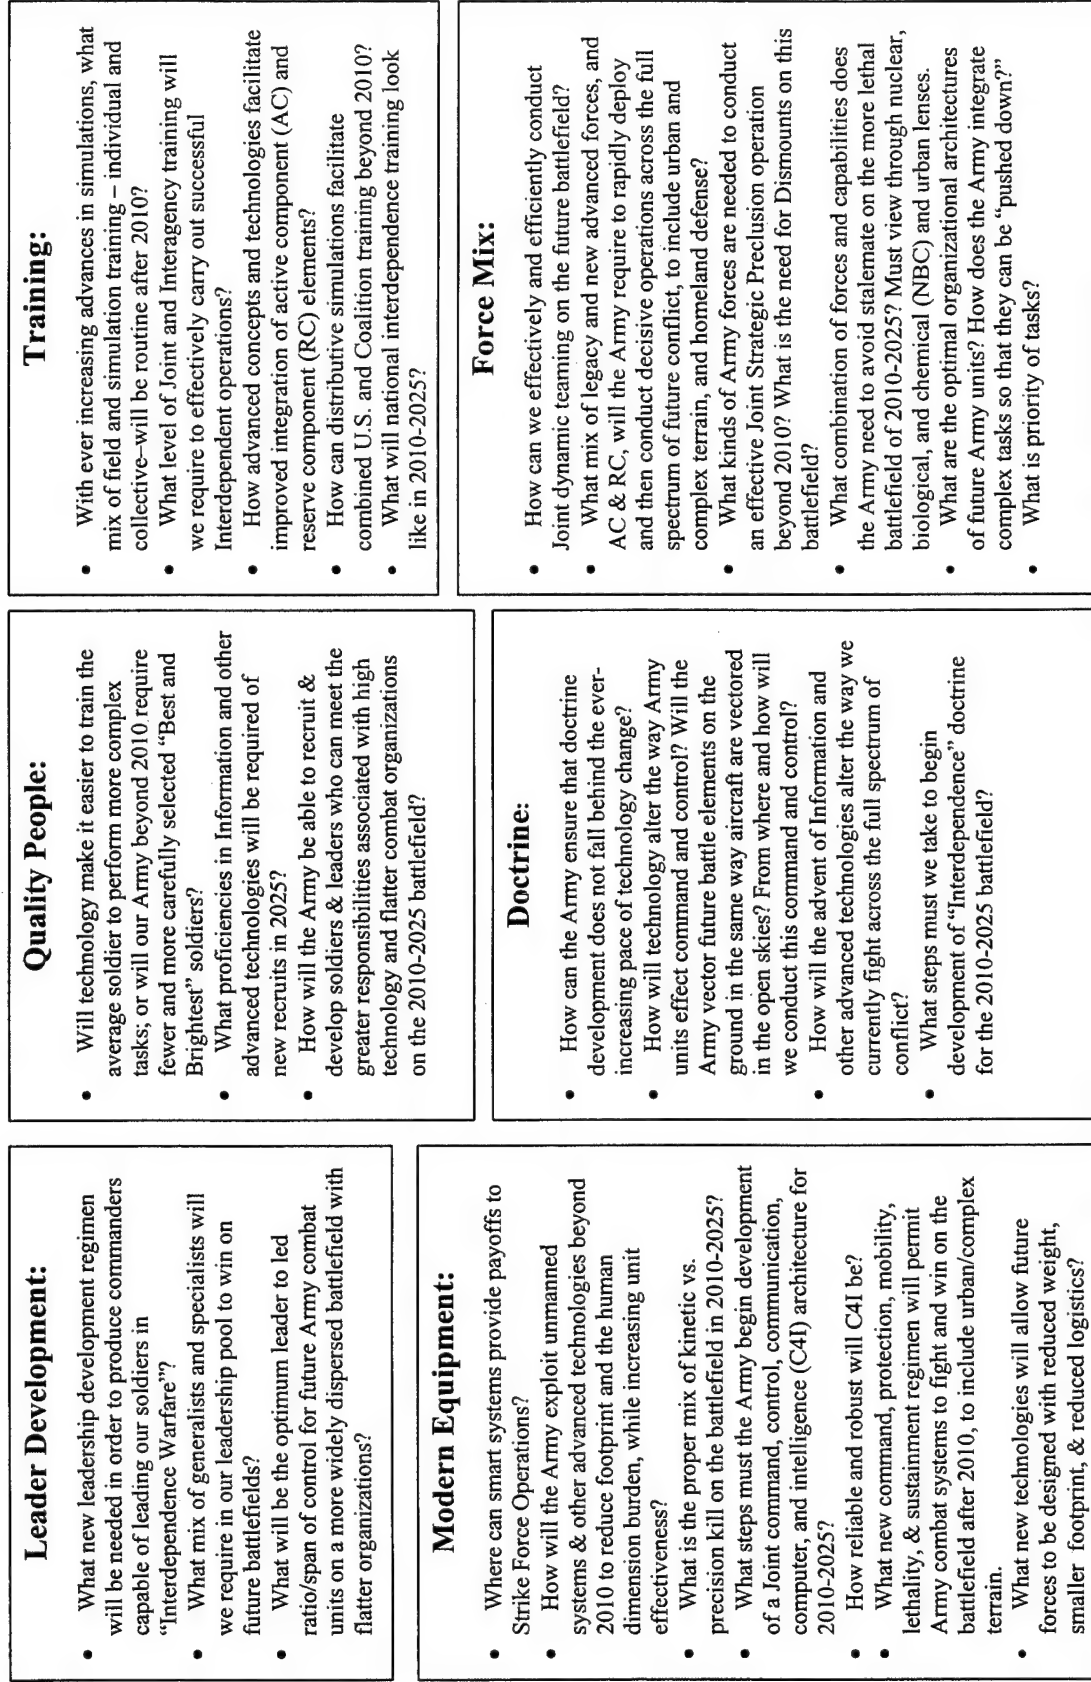 Leader Development:
• What new leadership development regimen
will be needed in order to produce commanders
capable of leading our soldiers in
“Interdependence Warfare”?
• What mix of generalists and specialists will
we require in our leadership pool to win on
future battlefields?
• What will be the optimum leader to led
ratio/span of control for future Army combat
units on a more widely dispersed battlefield with
flatter organizations?
Quality People:
• Will technology make it easier to train the
average soldier to perform more complex
tasks; or will our Army beyond 2010 require
fewer and more carefully selected “Best and
Brightest” soldiers?
• What proficiencies in Information and other
advanced technologies will be required of
new recruits in 2025?
• How will the Army be able to recruit &
develop soldiers & leaders who can meet the
greater responsibilities associated with high
technology and flatter combat organizations
on the 2010-2025 battlefield?
Training:
• With ever increasing advances in simulations, what
mix of field and simulation training – individual and
collective–will be routine after 2010?
• What level of Joint and Interagency training will
we require to effectively carry out successful
Interdependent operations?
• How advanced concepts and technologies facilitate
improved integration of active component (AC) and
reserve component (RC) elements?
• How can distributive simulations facilitate
combined U.S. and Coalition training beyond 2010?
• What will national interdependence training look
like in 2010-2025?
Modern Equipment:
• Where can smart systems provide payoffs to
Strike Force Operations?
• How will the Army exploit unmanned
systems & other advanced technologies beyond
2010 to reduce footprint and the human
dimension burden, while increasing unit
effectiveness?
• What is the proper mix of kinetic vs.
precision kill on the battlefield in 2010-2025?
• What steps must the Army begin development
of a Joint command, control, communication,
computer, and intelligence (C4I) architecture for
2010-2025?
• How reliable and robust will C4I be?
• What new command, protection, mobility,
lethality, & sustainment regimen will permit
Army combat systems to fight and win on the
battlefield after 2010, to include urban/complex
terrain.
• What new technologies will allow future
forces to be designed with reduced weight,
smaller footprint, & reduced logistics?
Doctrine:
• How can the Army ensure that doctrine
development does not fall behind the ever-
increasing pace of technology change?
• How will technology alter the way Army
units effect command and control? Will the
Army vector future battle elements on the
ground in the same way aircraft are vectored
in the open skies? From where and how will
we conduct this command and control?
• How will the advent of Information and
other advanced technologies alter the way we
currently fight across the full spectrum of
conflict?
• What steps must we take to begin
development of “Interdependence” doctrine
for the 2010-2025 battlefield?
Force Mix:
• How can we effectively and efficiently conduct
Joint dynamic teaming on the future battlefield?
• What mix of legacy and new advanced forces, and
AC & RC, will the Army require to rapidly deploy
and then conduct decisive operations across the full
spectrum of future conflict, to include urban and
complex terrain, and homeland defense?
• What kinds of Army forces are needed to conduct
an effective Joint Strategic Preclusion operation
beyond 2010? What is the need for Dismounts on this
battlefield?
• What combination of forces and capabilities does
the Army need to avoid stalemate on the more lethal
battlefield of 2010-2025? Must view through nuclear,
biological, and chemical (NBC) and urban lenses.
• What are the optimal organizational architectures
of future Army units? How does the Army integrate
complex tasks so that they can be “pushed down?”
• What is priority of tasks?